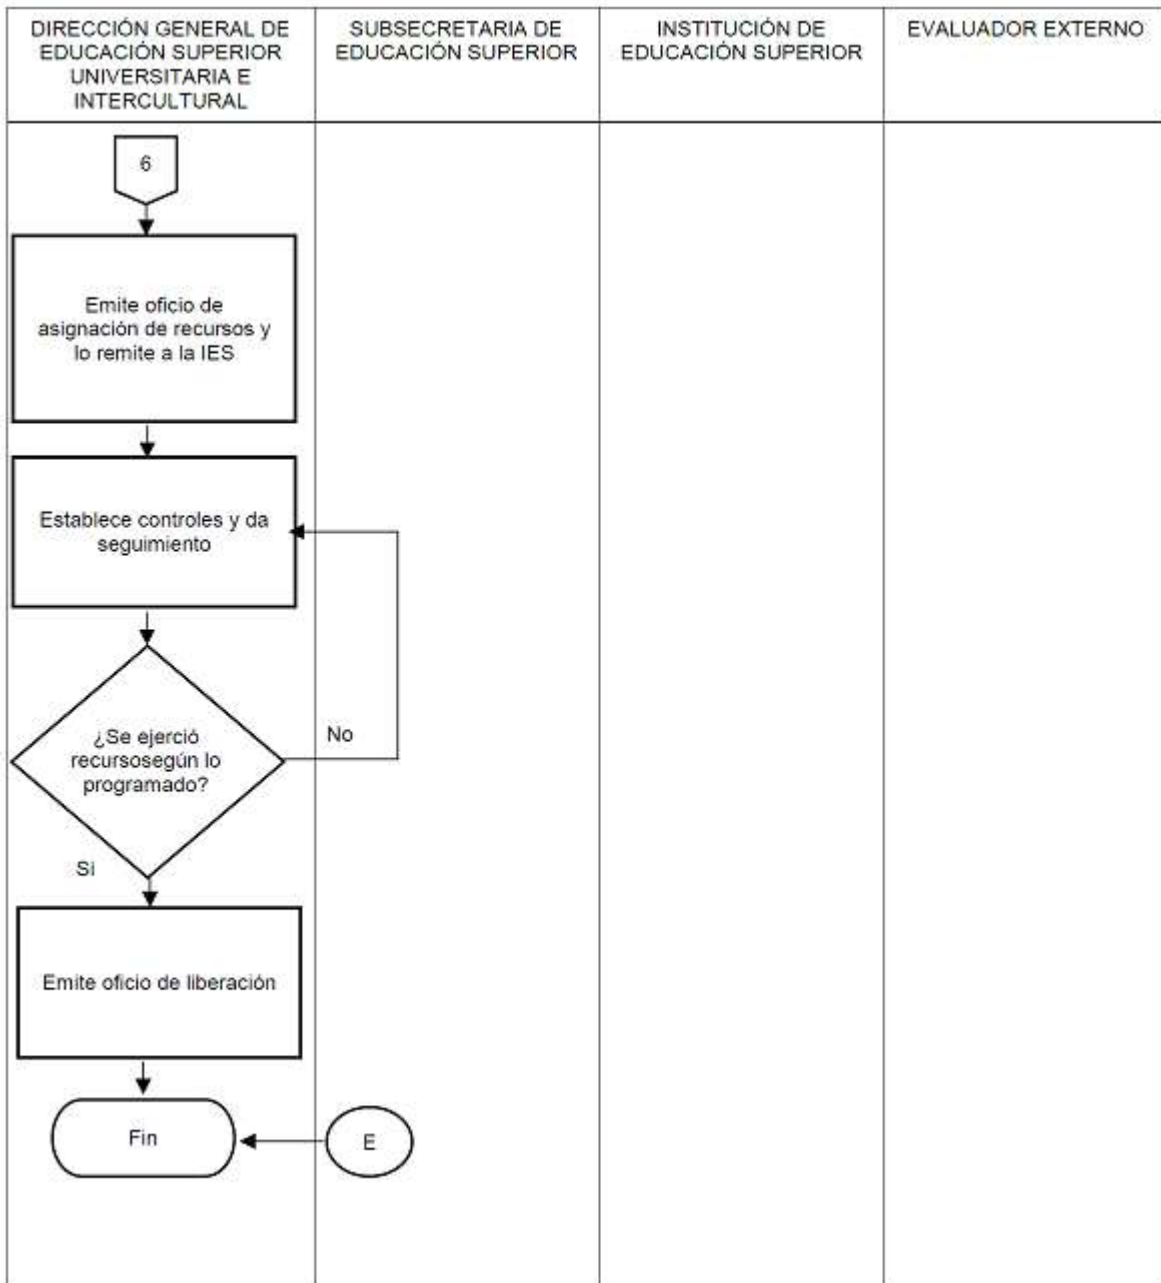 DIRECCIÓN GENERAL DE
EDUCACIÓN SUPERIOR
UNIVERSITARIA E
INTERCULTURAL
SUBSECRETARIA DE
EDUCACIÓN SUPERIOR
INSTITUCIÓN DE
EDUCACIÓN SUPERIOR
EVALUADOR EXTERNO
6
Emite oficio de
asignación de recursos y
lo remite a la IES
Establece controles y da
seguimiento
¿Se ejerció
recursosegún lo
programado?
No
Si
Emite oficio de liberación
Fin
E